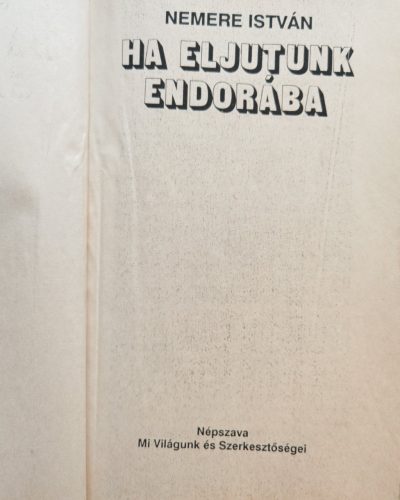 NEMERE ISTVÁN
HA ELJUTUNK
ENDORÁBA
Népszava
Mi Világunk és Szerkesztőségei